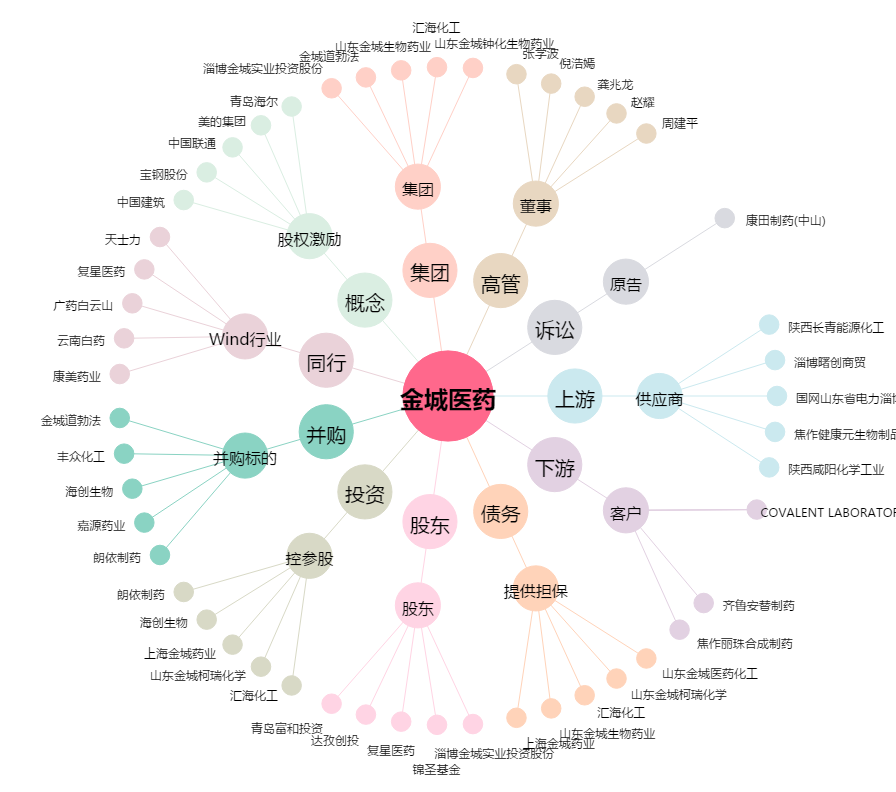 汇海化工
山东金城生物药业
山东金城钟化生物药业
金城道勃法
淄博金城实业投资股份
张学波
倪浩嫣
龚兆龙
赵耀
周建平
青岛海尔
美的集团
中国联通
宝钢股份
中国建筑
集团
董事
康田制药(中山)
股权激励
天士力
复星医药
广药白云山
云南白药
康美药业
集团
高管
原告
概念
诉讼
陕西长青能源化工
淄博曙创商贸
国网山东省电力淄
焦作健康元生物制品
陕西咸阳化学工业
Wind行业
同行
金城医药
上游
供应商
金城道勃法
丰众化工
海创生物
嘉源药业
朗依制药
并购标的
并购
下游
投资
股东
债务
客户
COVALENT LABORATOR
控参股
提供担保
股东
朗依制药
海创生物
上海金城药业
山东金城柯瑞化学
汇海化工
齐鲁安替制药
焦作丽珠合成制药
山东金城医药化工
山东金城柯瑞化学
汇海化工
山东金城生物药业
上海金城药业
青岛富和投资
达孜创投
复星医药
淄博金城实业投资股份
锦圣基金